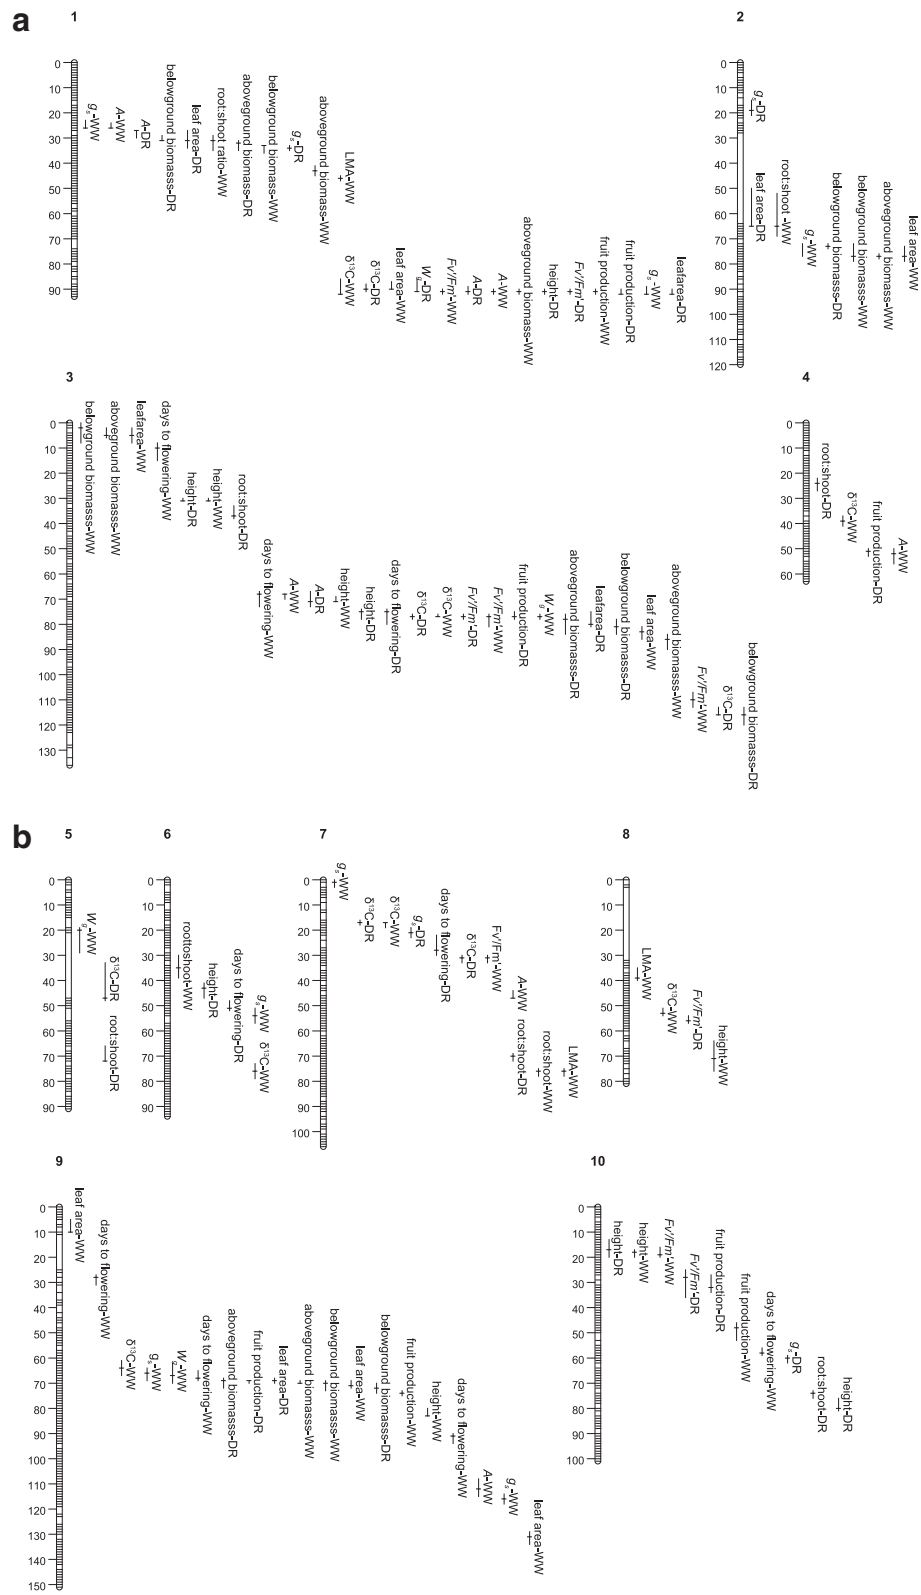 a
1
2
0
10
20
30
40
50
60
70
80
90
gs-WW
A-WW
A-DR
belowground biomasss-DR
leaf area-DR
root:shoot ratio-WW
aboveground biomasss-DR
belowground biomasss-WW
gs-DR
aboveground biomass-WW
LMA-WW
δ13C-WW
δ13C-DR
leaf area-WW
Wg-DR
Fv'/Fm'-WW
A-DR
A-WW
aboveground biomasss-WW
height-DR
Fv'/Fm'-DR
fruit production-WW
fruit production-DR
gs-WW
leafarea-DR
0
10
20
30
40
50
60
70
80
90
100
110
120
gs-DR
leaf area-DR
root:shoot -WW
gs-WW
belowground biomasss-DR
belowground biomasss-WW
aboveground biomass-WW
leaf area-WW
3
4
0
10
20
30
40
50
60
70
80
90
100
110
120
130
belowground biomasss-WW
aboveground biomasss-WW
leafarea-WW
days to flowering-WW
height-DR
height-WW
root:shoot-DR
days to flowering-WW
A-WW
A-DR
height-WW
height-DR
days to flowering-DR
δ13C-DR
δ13C-WW
Fv'/Fm'-DR
Fv'/Fm'-WW
fruit production-DR
Wg-WW
aboveground biomasss-DR
leafarea-DR
belowground biomasss-DR
leaf area-WW
aboveground biomasss-WW
Fv'/Fm'-WW
δ13C-DR
belowground biomasss-DR
0
10
20
30
40
50
60
root:shoot-DR
δ13C-WW
fruit production-DR
A-WW
b
5
6
7
8
0
10
20
30
40
50
60
70
80
90
Wg-WW
δ13C-DR
root:shoot-DR
0
10
20
30
40
50
60
70
80
90
roottoshoot-WW
height-DR
days to flowering-DR
gs-WW
δ13C-WW
0
10
20
30
40
50
60
70
80
90
100
gs-WW
δ13C-DR
δ13C-WW
gs-DR
days to flowering-DR
δ13C-DR
Fv'/Fm'-WW
A-WW
root:shoot-DR
root:shoot-WW
LMA-WW
0
10
20
30
40
50
60
70
80
LMA-WW
δ13C-WW
Fv'/Fm'-DR
height-WW
9
10
0
10
20
30
40
50
60
70
80
90
100
110
120
130
140
150
leaf area-WW
days to flowering-WW
δ13C-WW
gs-WW
Wg-WW
days to flowering-WW
aboveground biomasss-DR
fruit production-DR
leaf area-DR
aboveground biomasss-WW
belowground biomasss-WW
leaf area-WW
belowground biomasss-DR
fruit production-WW
height-WW
days to flowering-WW
A-WW
gs-WW
leaf area-WW
0
10
20
30
40
50
60
70
80
90
100
height-DR
height-WW
Fv'/Fm'-WW
Fv'/Fm'-DR
fruit production-DR
fruit production-WW
days to flowering-WW
gs-DR
root:shoot-DR
height-DR